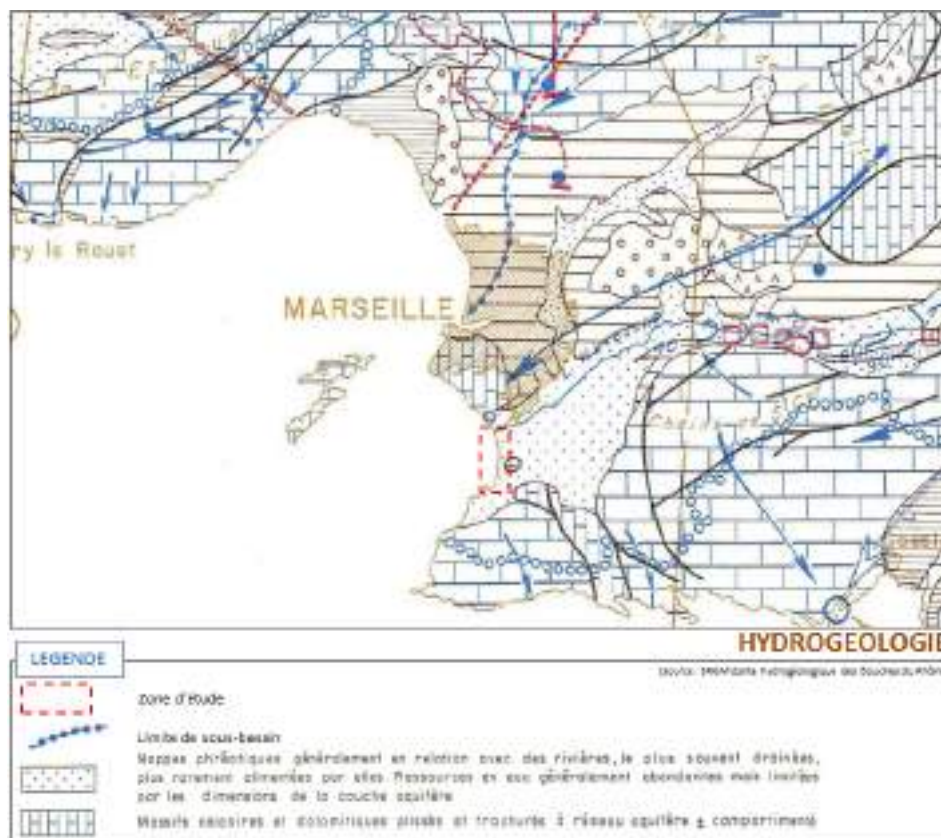 ry le Rouet
MARSEILLE
HYDROGEOLOGIE
LEGENDE
Zone d'étude
Limite de sous-bassin
Nappes phréatiques généralement en relation avec des rivières, le plus souvent drainées,
plus rarement alimentées par elles Ressources en eau généralement abondantes mais limitées
par les dimensions de la couche aquifère
Massifs calcaires et dolomitiques plissés et fracturés à réseau aquifère ± compartimenté